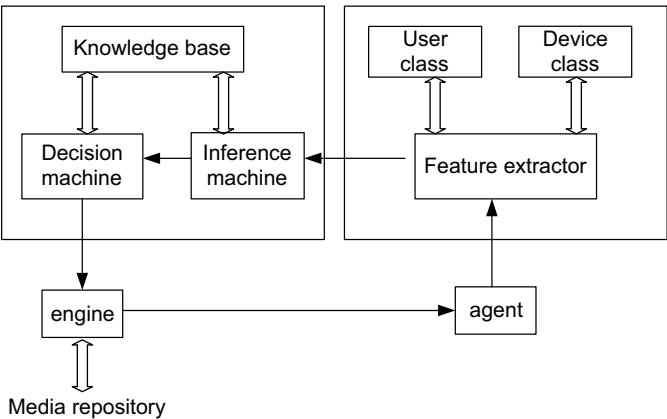 Knowledge base
User
class
Device
class
Decision
machine
Inference
machine
Feature extractor
engine
agent
Media repository